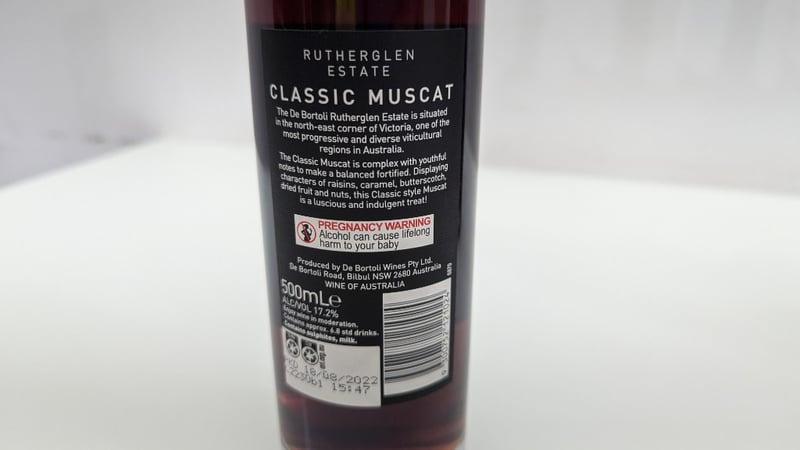 RUTHERGLEN
ESTATE
CLASSIC MUSCAT
The De Bortoli Rutherglen Estate is situated
in the north-east corner of Victoria, one of the
most progressive and diverse viticultural
regions in Australia.
The Classic Muscat is complex with youthful
notes to make a balanced fortified. Displaying
characters of raisins, caramel, butterscotch,
dried fruit and nuts, this Classic style Muscat
is a luscious and indulgent treat!
PREGNANCY WARNING
Alcohol can cause lifelong
harm to your baby
Produced by De Bortoli Wines Pty Ltd.
De Bortoli Road, Bilbul NSW 2680 Australia
WINE OF AUSTRALIA
500mL℮
ALC/VOL 17.2%
Enjoy wine in moderation.
Contains approx. 6.8 std drinks.
Contains sulphites, milk.
18/08/2022
15:47